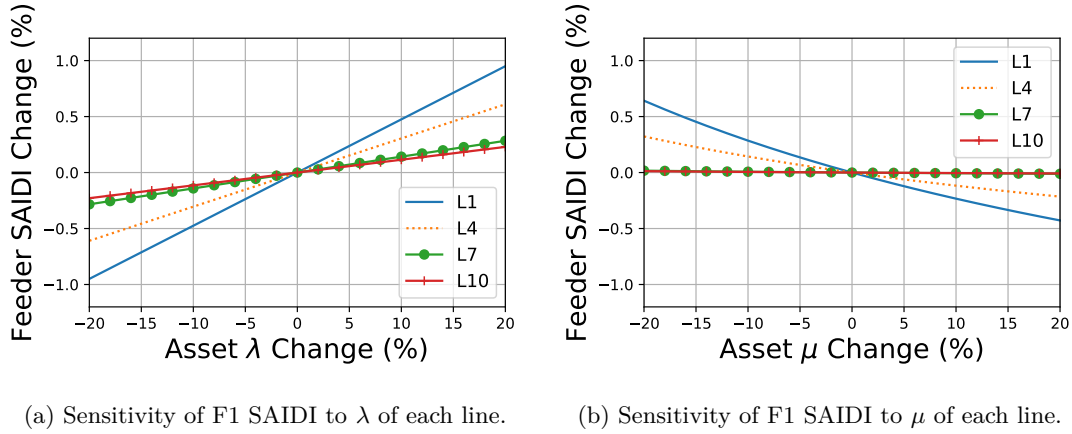 Feeder SAIDI Change (%)
1.0
0.5
0.0
−0.5
−1.0
L1
L4
L7
L10
−20 −15 −10 −5 0 5 10 15 20
Asset λ Change (%)
(a) Sensitivity of F1 SAIDI to λ of each line.
Feeder SAIDI Change (%)
1.0
0.5
0.0
−0.5
−1.0
L1
L4
L7
L10
−20 −15 −10 −5 0 5 10 15 20
Asset μ Change (%)
(b) Sensitivity of F1 SAIDI to μ of each line.